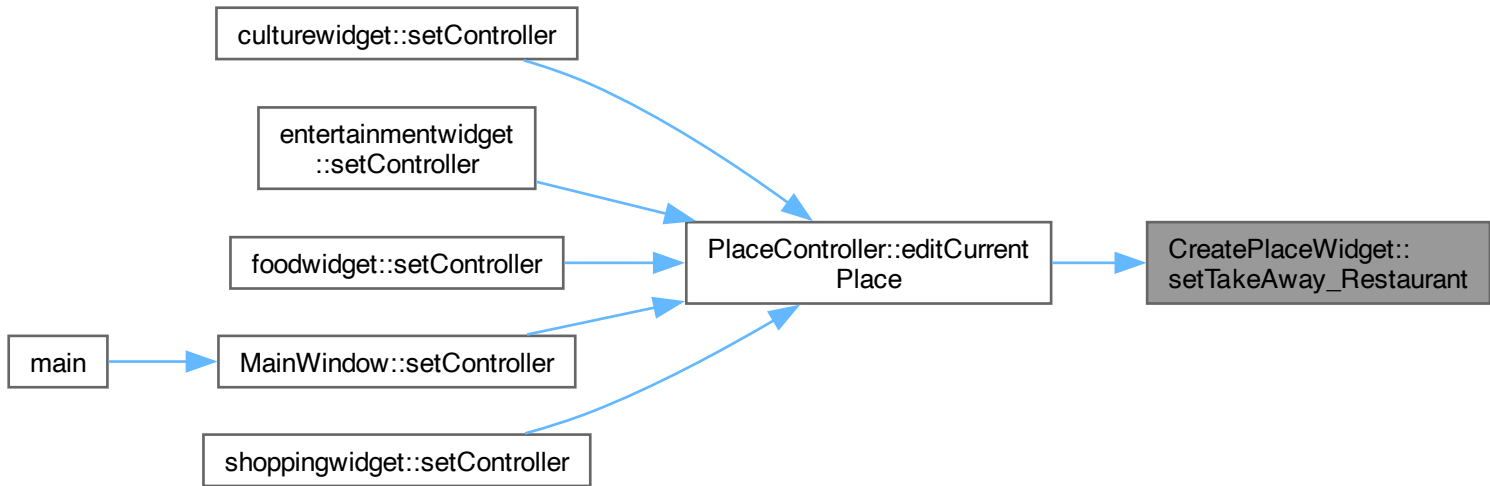 culturewidget::setController
entertainmentwidget
::setController
foodwidget::setController
main
MainWindow::setController
shoppingwidget::setController
PlaceController::editCurrent
Place
CreatePlaceWidget::
setTakeAway_Restaurant